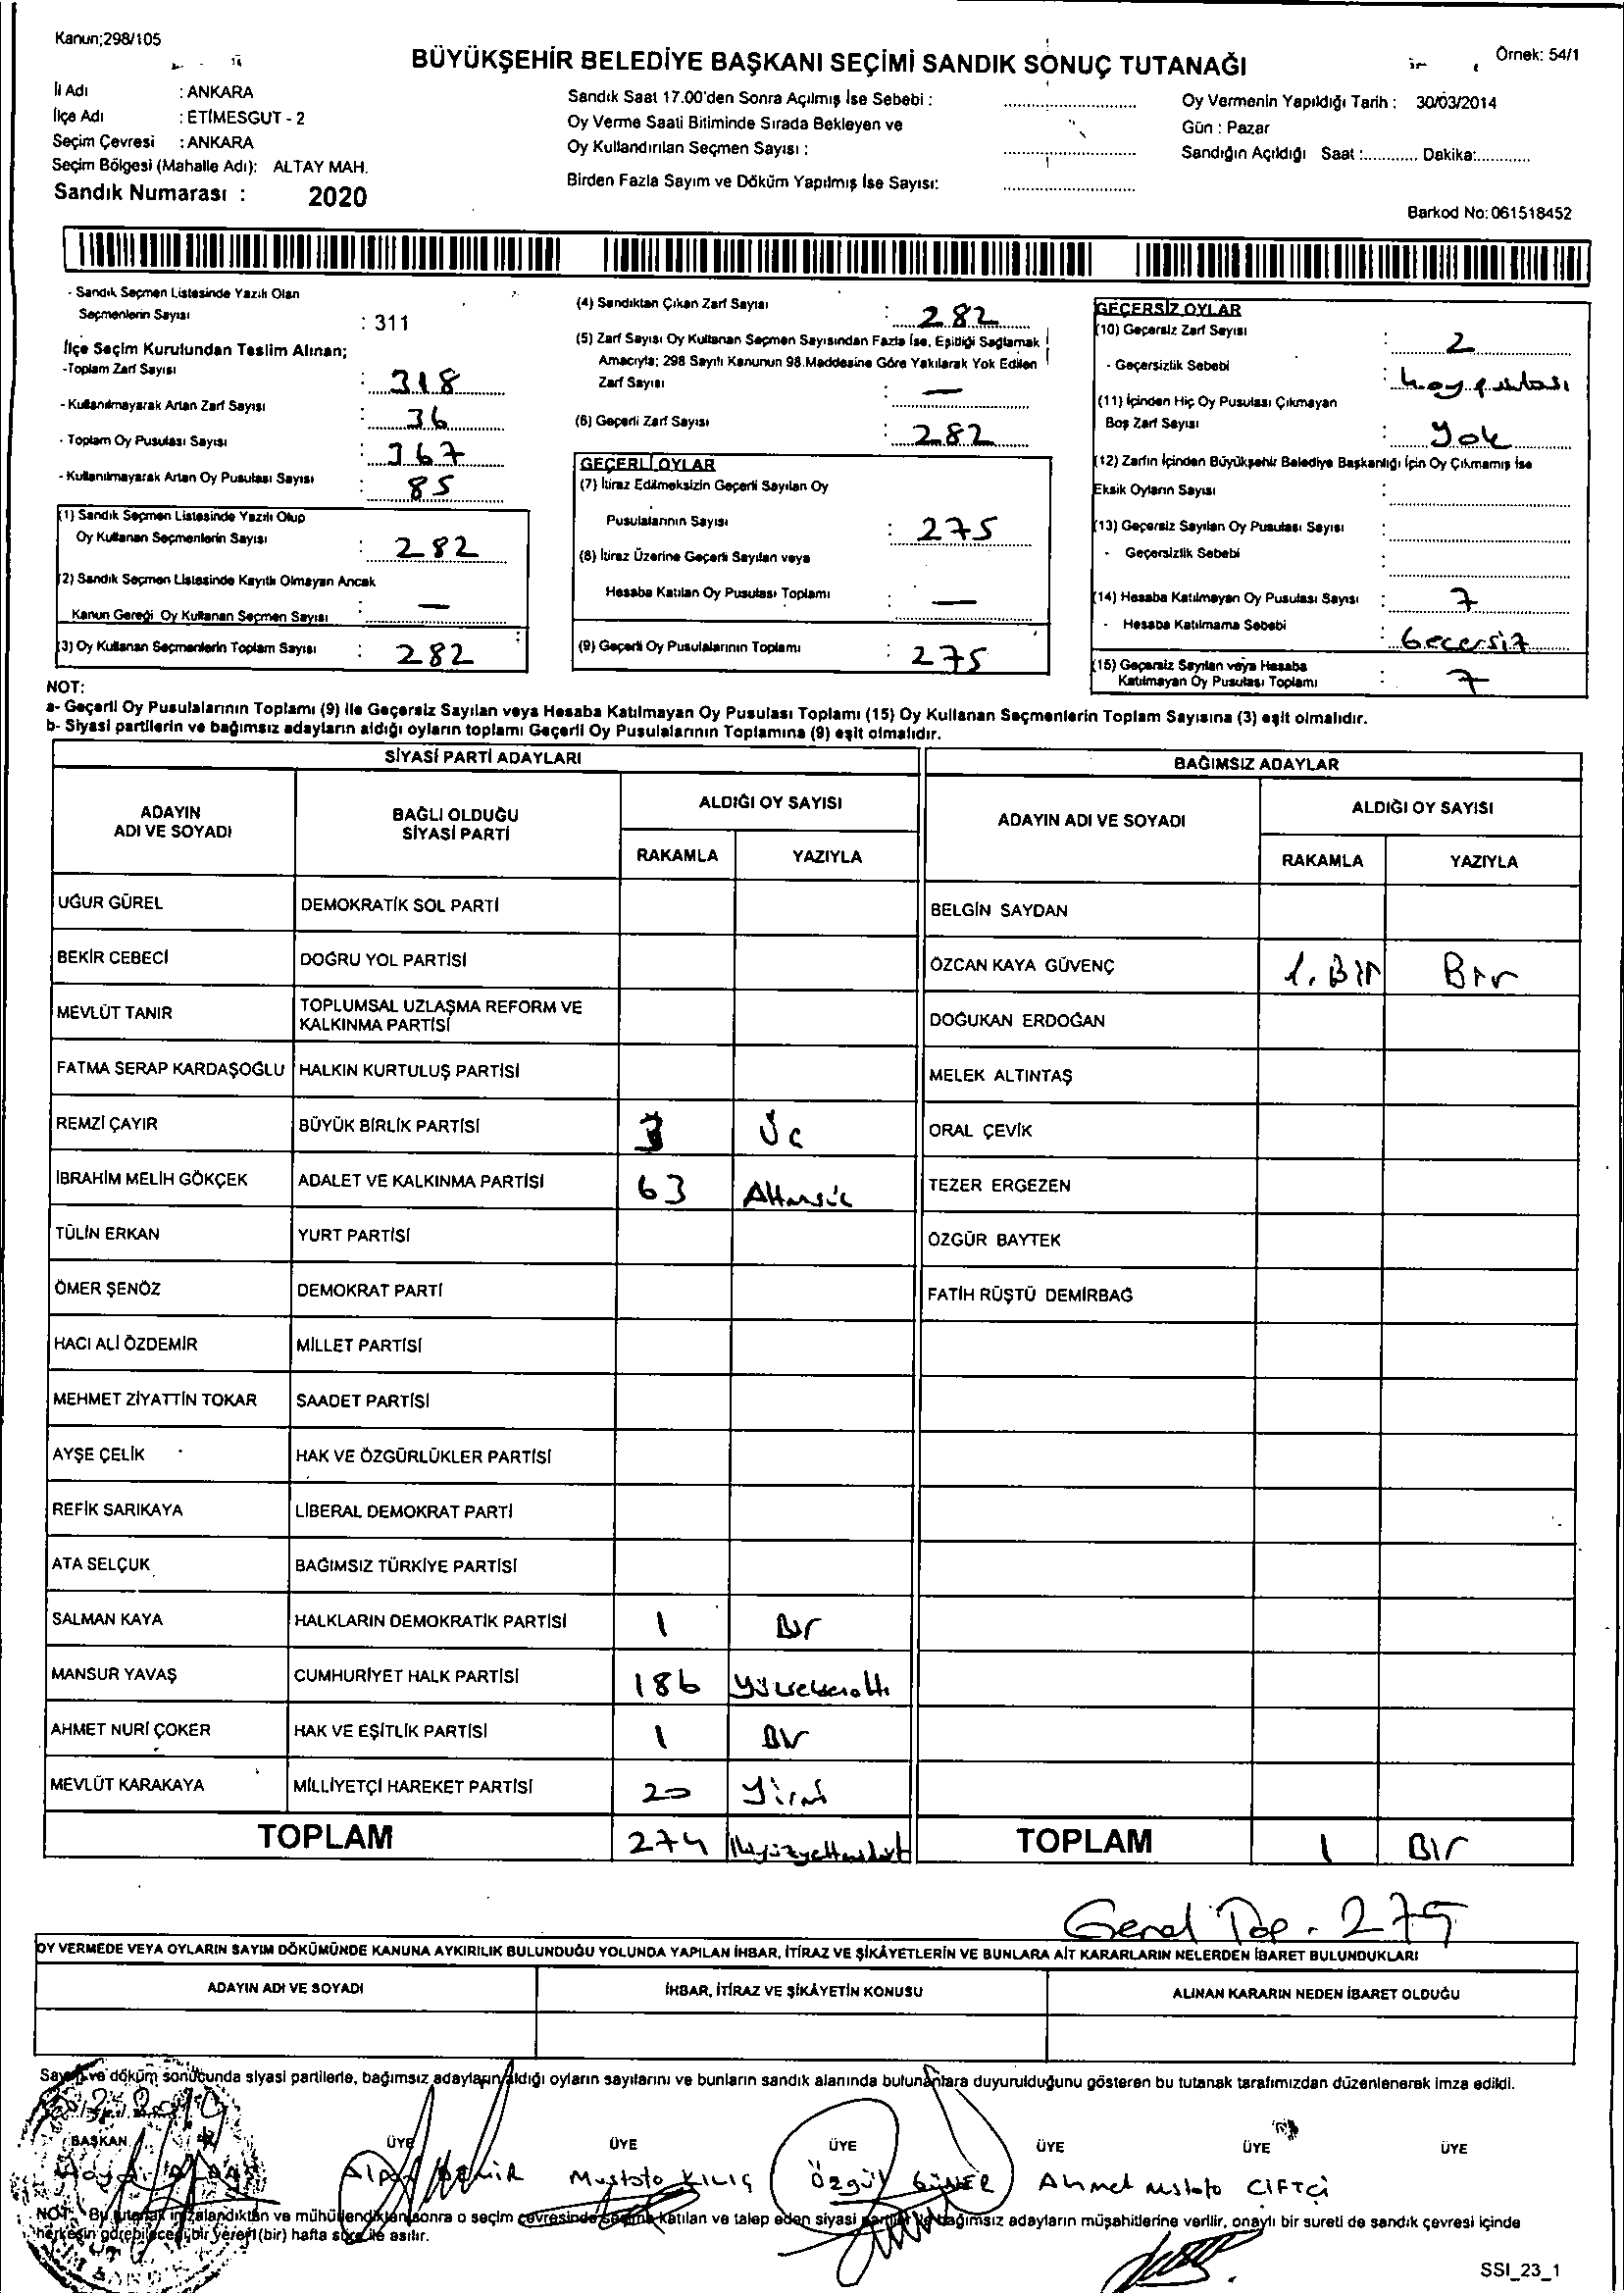 Kanun;298/105
BÜYÜKŞEHİR BELEDİYE BAŞKANI SEÇİMİ SANDIK SONUÇ TUTANAĞI
Örnek: 54/1
İl Adı : ANKARA
İlçe Adı : ETİMESGUT - 2
Seçim Çevresi : ANKARA
Seçim Bölgesi (Mahalle Adı): ALTAY MAH.
Sandık Numarası : 2020
Sandık Saat 17.00'den Sonra Açılmış İse Sebebi :
Oy Verme Saati Bitiminde Sırada Bekleyen ve
Oy Kullandırılan Seçmen Sayısı :
Birden Fazla Sayım ve Döküm Yapılmış İse Sayısı:
Oy Vermenin Yapıldığı Tarih : 30/03/2014
Gün : Pazar
Sandığın Açıldığı Saat :............ Dakika:............
Barkod No: 061518452
- Sandık Seçmen Listesinde Yazılı Olan
Seçmenlerin Sayısı : 311
İlçe Seçim Kurulundan Teslim Alınan;
-Toplam Zarf Sayısı : 318
- Kullanılmayarak Artan Zarf Sayısı : 36
- Toplam Oy Pusulası Sayısı : 367
- Kullanılmayarak Artan Oy Pusulası Sayısı : 85
(1) Sandık Seçmen Listesinde Yazılı Olup
Oy Kullanan Seçmenlerin Sayısı : 282
(2) Sandık Seçmen Listesinde Kayıtlı Olmayan Ancak
Kanun Gereği Oy Kullanan Seçmen Sayısı : —
(3) Oy Kullanan Seçmenlerin Toplam Sayısı : 282
(4) Sandıktan Çıkan Zarf Sayısı : 282
(5) Zarf Sayısı Oy Kullanan Seçmen Sayısından Fazla İse, Eşitliği Sağlamak
Amacıyla; 298 Sayılı Kanunun 98.Maddesine Göre Yakılarak Yok Edilen
Zarf Sayısı : —
(6) Geçerli Zarf Sayısı : 282
GEÇERLİ OYLAR
(7) İtiraz Edilmeksizin Geçerli Sayılan Oy
Pusulalarının Sayısı : 275
(8) İtiraz Üzerine Geçerli Sayılan veya
Hesaba Katılan Oy Pusulası Toplamı : —
(9) Geçerli Oy Pusulalarının Toplamı : 275
GEÇERSİZ OYLAR
(10) Geçersiz Zarf Sayısı : 2
- Geçersizlik Sebebi :
(11) İçinden Hiç Oy Pusulası Çıkmayan
Boş Zarf Sayısı : Yok
(12) Zarfın İçinden Büyükşehir Belediye Başkanlığı İçin Oy Çıkmamış İse
Eksik Oyların Sayısı :
(13) Geçersiz Sayılan Oy Pusulası Sayısı :
- Geçersizlik Sebebi
(14) Hesaba Katılmayan Oy Pusulası Sayısı : 7
- Hesaba Katılmama Sebebi : Gecersiz
(15) Geçersiz Sayılan veya Hesaba
Katılmayan Oy Pusulası Toplamı : 7
NOT:
a- Geçerli Oy Pusulalarının Toplamı (9) ile Geçersiz Sayılan veya Hesaba Katılmayan Oy Pusulası Toplamı (15) Oy Kullanan Seçmenlerin Toplam Sayısına (3) eşit olmalıdır.
b- Siyasi partilerin ve bağımsız adayların aldığı oyların toplamı Geçerli Oy Pusulalarının Toplamına (9) eşit olmalıdır.
SİYASİ PARTİ ADAYLARI
BAĞIMSIZ ADAYLAR
ADAYIN ADI VE SOYADI
BAĞLI OLDUĞU SİYASİ PARTİ
ALDIĞI OY SAYISI
RAKAMLA YAZIYLA
ADAYIN ADI VE SOYADI
ALDIĞI OY SAYISI
RAKAMLA YAZIYLA
UĞUR GÜREL DEMOKRATİK SOL PARTİ BELGİN SAYDAN
BEKİR CEBECİ DOĞRU YOL PARTİSİ ÖZCAN KAYA GÜVENÇ 1. BİR Bir
MEVLÜT TANIR TOPLUMSAL UZLAŞMA REFORM VE KALKINMA PARTİSİ DOĞUKAN ERDOĞAN
FATMA SERAP KARDAŞOĞLU HALKIN KURTULUŞ PARTİSİ MELEK ALTINTAŞ
REMZİ ÇAYIR BÜYÜK BİRLİK PARTİSİ 3 Üc ORAL ÇEVİK
İBRAHİM MELİH GÖKÇEK ADALET VE KALKINMA PARTİSİ 63 TEZER ERGEZEN
TÜLİN ERKAN YURT PARTİSİ ÖZGÜR BAYTEK
ÖMER ŞENÖZ DEMOKRAT PARTİ FATİH RÜŞTÜ DEMİRBAĞ
HACI ALİ ÖZDEMİR MİLLET PARTİSİ
MEHMET ZİYATTİN TOKAR SAADET PARTİSİ
AYŞE ÇELİK HAK VE ÖZGÜRLÜKLER PARTİSİ
REFİK SARIKAYA LİBERAL DEMOKRAT PARTİ
ATA SELÇUK BAĞIMSIZ TÜRKİYE PARTİSİ
SALMAN KAYA HALKLARIN DEMOKRATİK PARTİSİ 1 Bir
MANSUR YAVAŞ CUMHURİYET HALK PARTİSİ 186
AHMET NURİ ÇOKER HAK VE EŞİTLİK PARTİSİ 1 Bir
MEVLÜT KARAKAYA MİLLİYETÇİ HAREKET PARTİSİ 20 Yirmi
TOPLAM 274 TOPLAM 1 Bir
Genel Top. 275
OY VERMEDE VEYA OYLARIN SAYIM DÖKÜMÜNDE KANUNA AYKIRILIK BULUNDUĞU YOLUNDA YAPILAN İHBAR, İTİRAZ VE ŞİKÂYETLERİN VE BUNLARA AİT KARARLARIN NELERDEN İBARET BULUNDUKLARI
ADAYIN ADI VE SOYADI İHBAR, İTİRAZ VE ŞİKÂYETİN KONUSU ALINAN KARARIN NEDEN İBARET OLDUĞU
Sayım ve döküm sonucunda siyasi partilerle, bağımsız adayların aldığı oyların sayılarını ve bunların sandık alanında bulunanlara duyurulduğunu gösteren bu tutanak tarafımızdan düzenlenerek imza edildi.
BAŞKAN ÜYE ÜYE ÜYE ÜYE ÜYE ÜYE
Mustafa KILIÇ Özgül GÜNER Ahmet Mustafa ÇİFTÇİ
NOT: Bu tutanak imzalandıktan ve mühürlendikten sonra o seçim çevresinde seçime katılan ve talep eden siyasi partiler ve bağımsız adayların müşahitlerine verilir, onaylı bir sureti de sandık çevresi içinde
herkesin görebileceği bir yere (bir) hafta süre ile asılır.
SSI_23_1